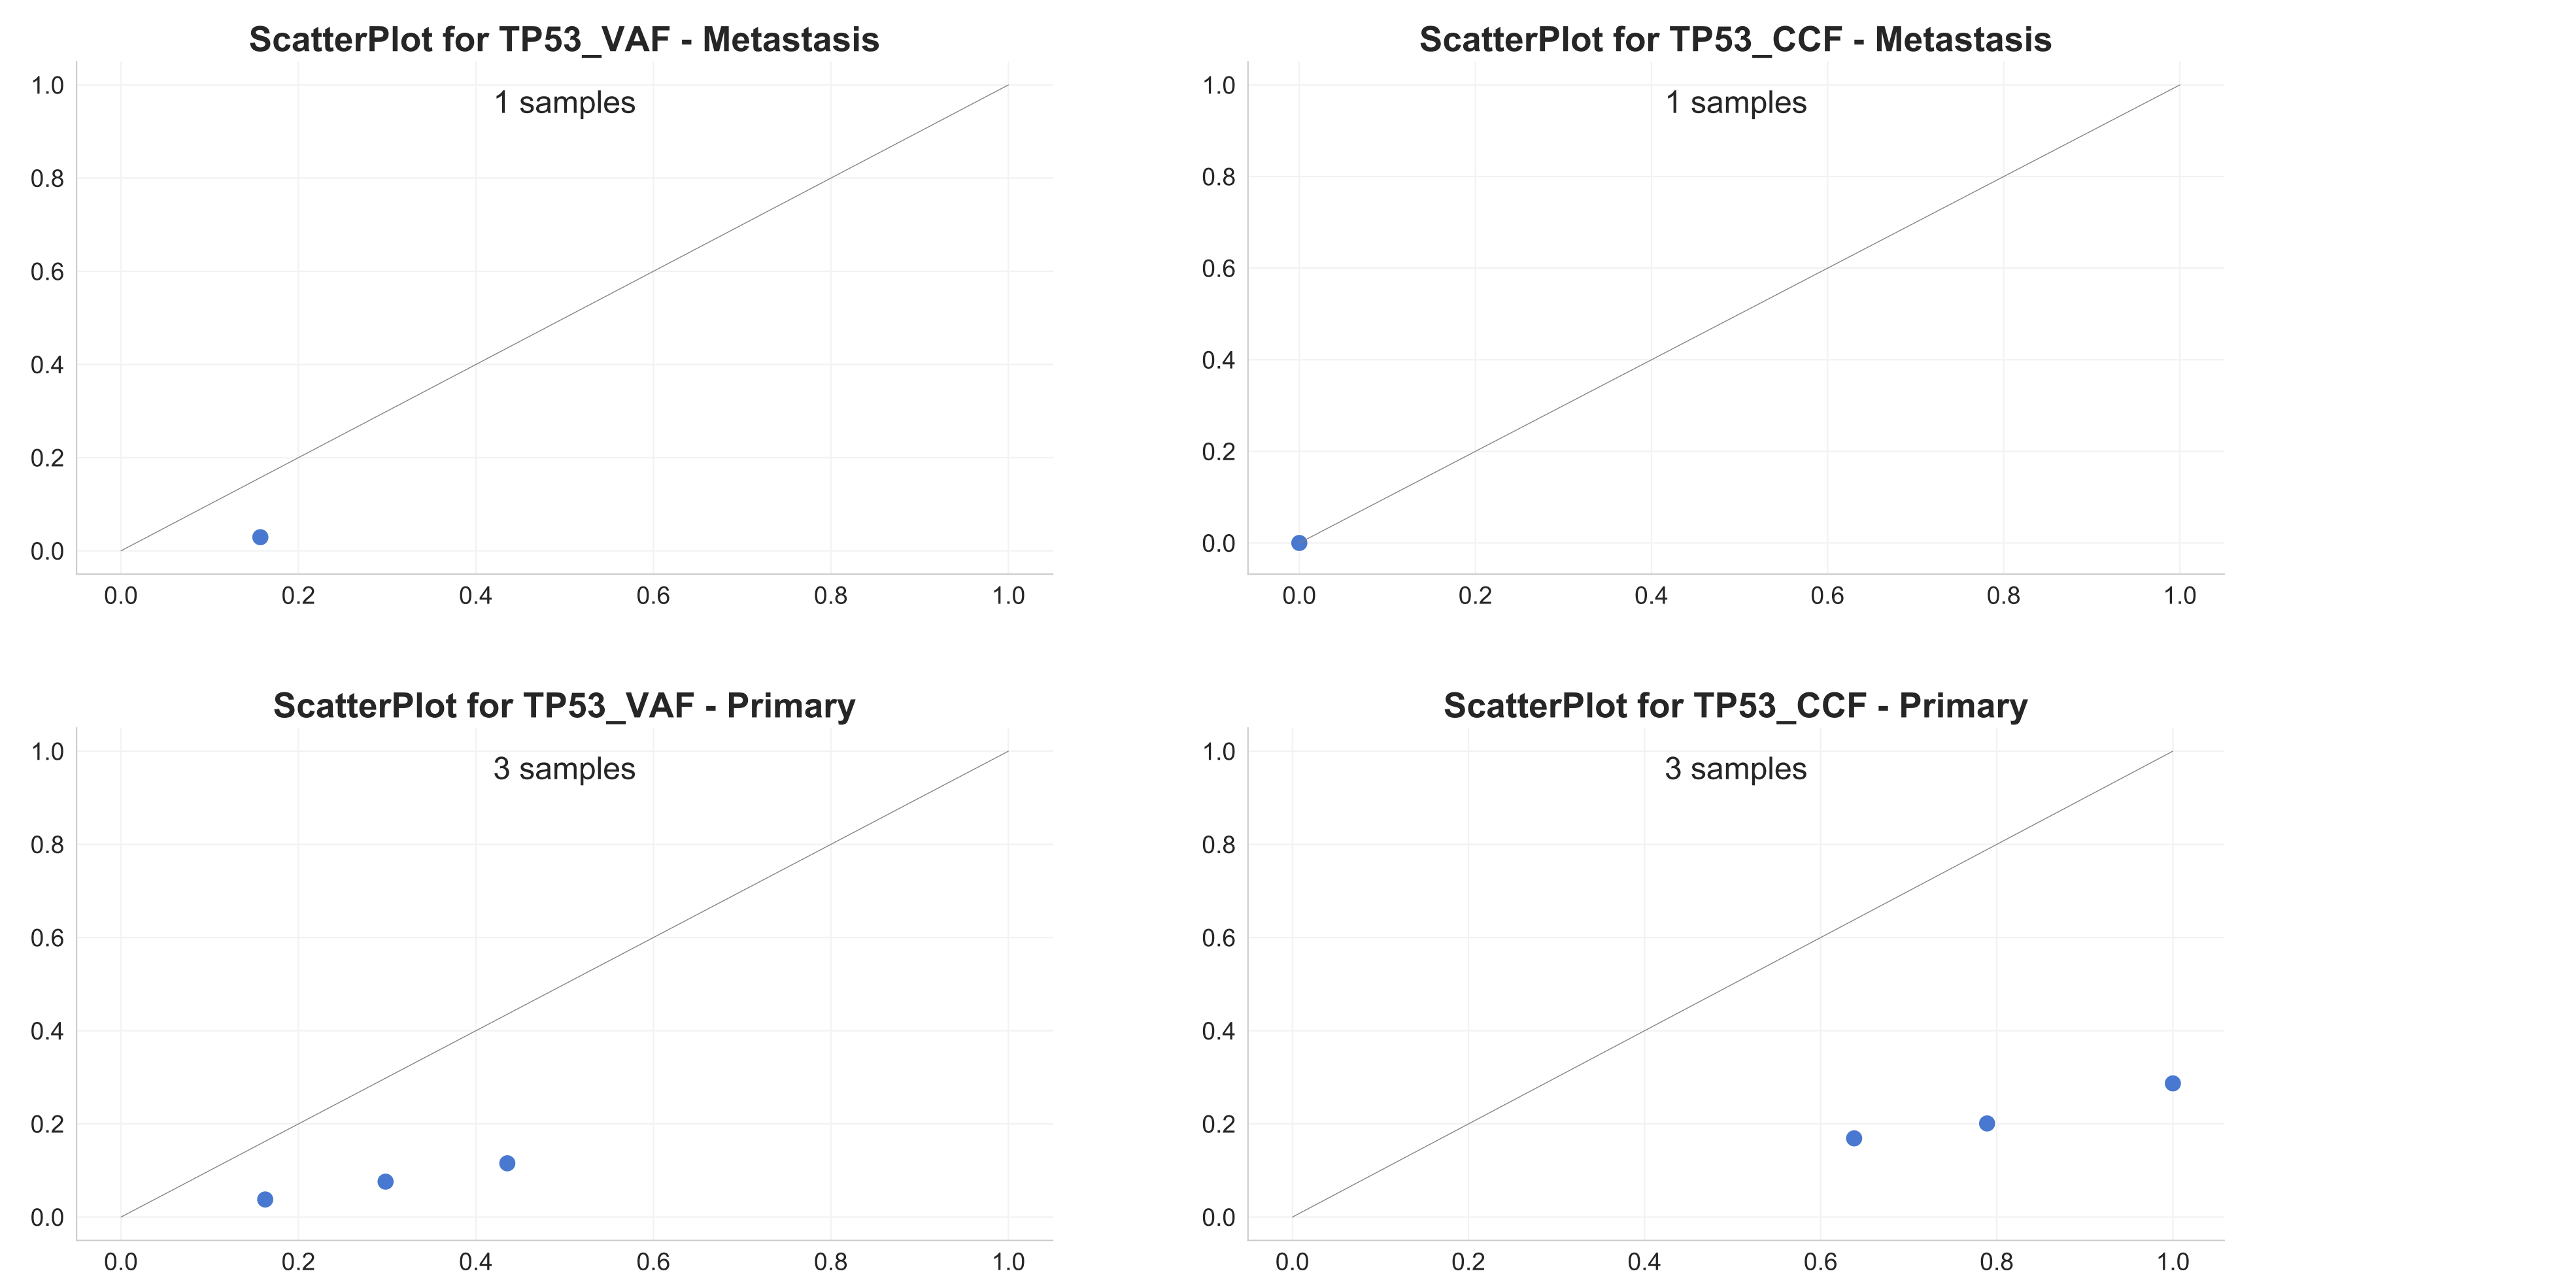 ScatterPlot for TP53_VAF - Metastasis
1 samples
1.0
0.8
0.6
0.4
0.2
0.0
0.0 0.2 0.4 0.6 0.8 1.0
ScatterPlot for TP53_CCF - Metastasis
1 samples
1.0
0.8
0.6
0.4
0.2
0.0
0.0 0.2 0.4 0.6 0.8 1.0
ScatterPlot for TP53_VAF - Primary
3 samples
1.0
0.8
0.6
0.4
0.2
0.0
0.0 0.2 0.4 0.6 0.8 1.0
ScatterPlot for TP53_CCF - Primary
3 samples
1.0
0.8
0.6
0.4
0.2
0.0
0.0 0.2 0.4 0.6 0.8 1.0